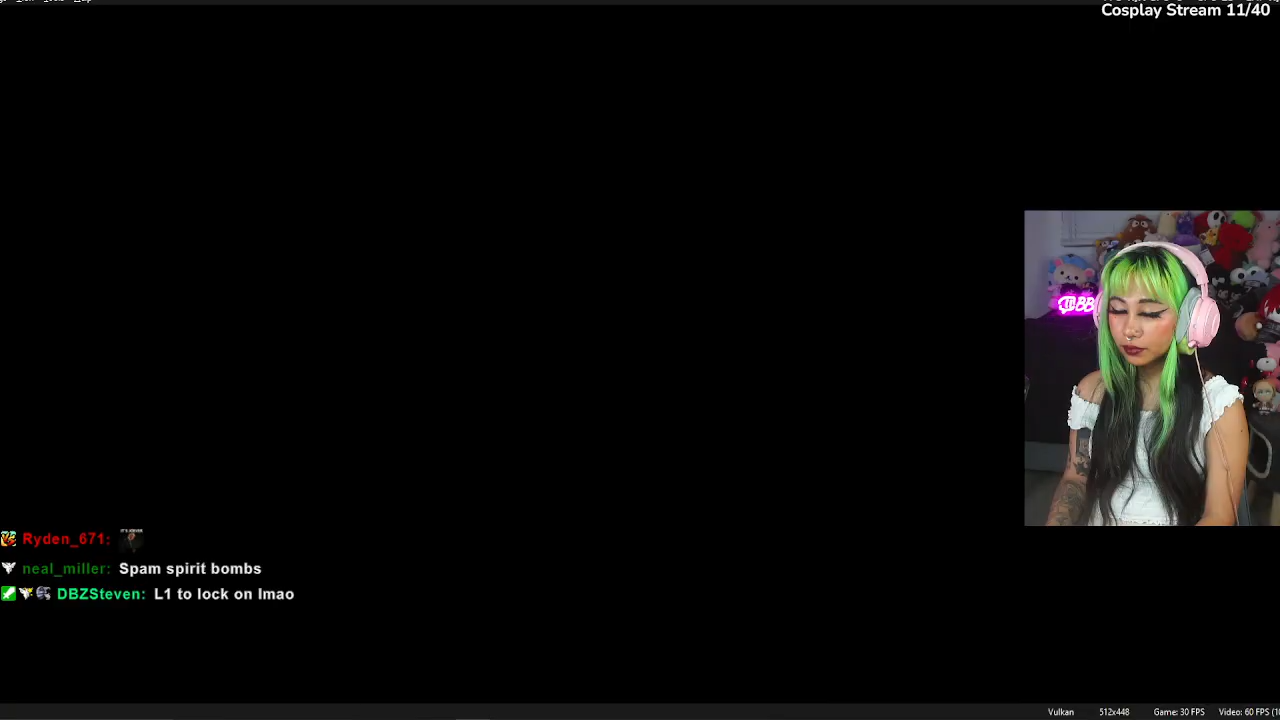 Cosplay Stream 11/40
Ryden_671:
neal_miller: Spam spirit bombs
DBZSteven: L1 to lock on lmao
Vulkan 512x448 Game: 30 FPS Video: 60 FPS